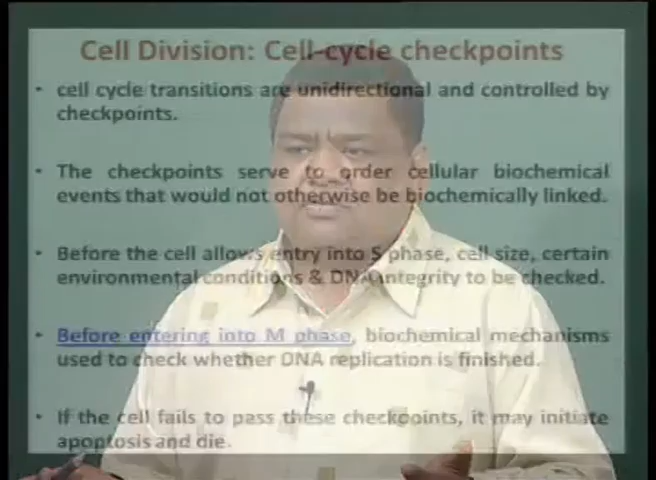 Cell Division: Cell-cycle checkpoints
• cell cycle transitions are unidirectional and controlled by
checkpoints.
• The checkpoints serve to order cellular biochemical
events that would not otherwise be biochemically linked.
• Before the cell allows entry into S phase, cell size, certain
environmental conditions & DNA integrity to be checked.
• Before entering into M phase, biochemical mechanisms
used to check whether DNA replication is finished.
• If the cell fails to pass these checkpoints, it may initiate
apoptosis and die.